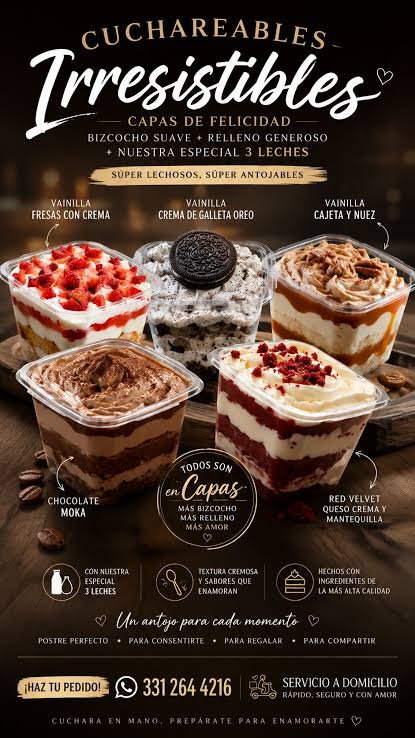 CUCHAREABLES
Irresistibles
CAPAS DE FELICIDAD
BIZCOCHO SUAVE + RELLENO GENEROSO
+ NUESTRA ESPECIAL 3 LECHES
SÚPER LECHOSOS, SÚPER ANTOJABLES
VAINILLA
FRESAS CON CREMA
VAINILLA
CREMA DE GALLETA OREO
VAINILLA
CAJETA Y NUEZ
OREO
CHOCOLATE
MOKA
TODOS SON
en Capas
MÁS BIZCOCHO
MÁS RELLENO
MÁS AMOR
RED VELVET
QUESO CREMA Y
MANTEQUILLA
CON NUESTRA
ESPECIAL
3 LECHES
TEXTURA CREMOSA
Y SABORES QUE
ENAMORAN
HECHOS CON
INGREDIENTES DE
LA MÁS ALTA CALIDAD
Un antojo para cada momento
POSTRE PERFECTO • PARA CONSENTIRTE • PARA REGALAR • PARA COMPARTIR
¡HAZ TU PEDIDO!
331 264 4216
SERVICIO A DOMICILIO
RÁPIDO, SEGURO Y CON AMOR
CUCHARA EN MANO, PREPÁRATE PARA ENAMORARTE